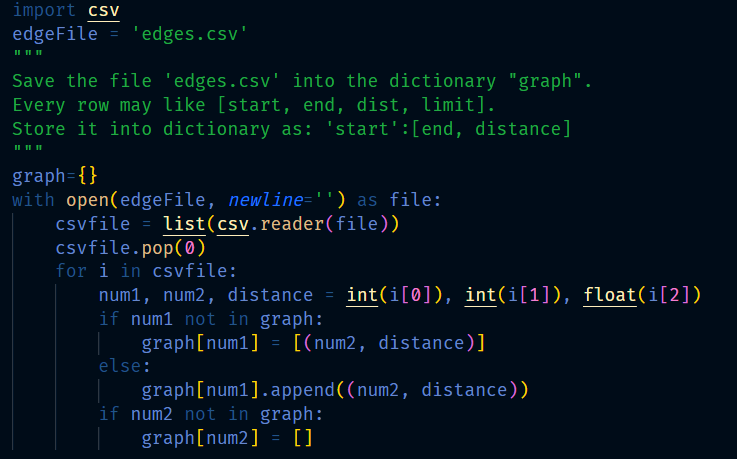 import csv
edgeFile = 'edges.csv'
"""
Save the file 'edges.csv' into the dictionary "graph".
Every row may like [start, end, dist, limit].
Store it into dictionary as: 'start':[end, distance]
"""
graph={}
with open(edgeFile, newline='') as file:
    csvfile = list(csv.reader(file))
    csvfile.pop(0)
    for i in csvfile:
        num1, num2, distance = int(i[0]), int(i[1]), float(i[2])
        if num1 not in graph:
            graph[num1] = [(num2, distance)]
        else:
            graph[num1].append((num2, distance))
        if num2 not in graph:
            graph[num2] = []